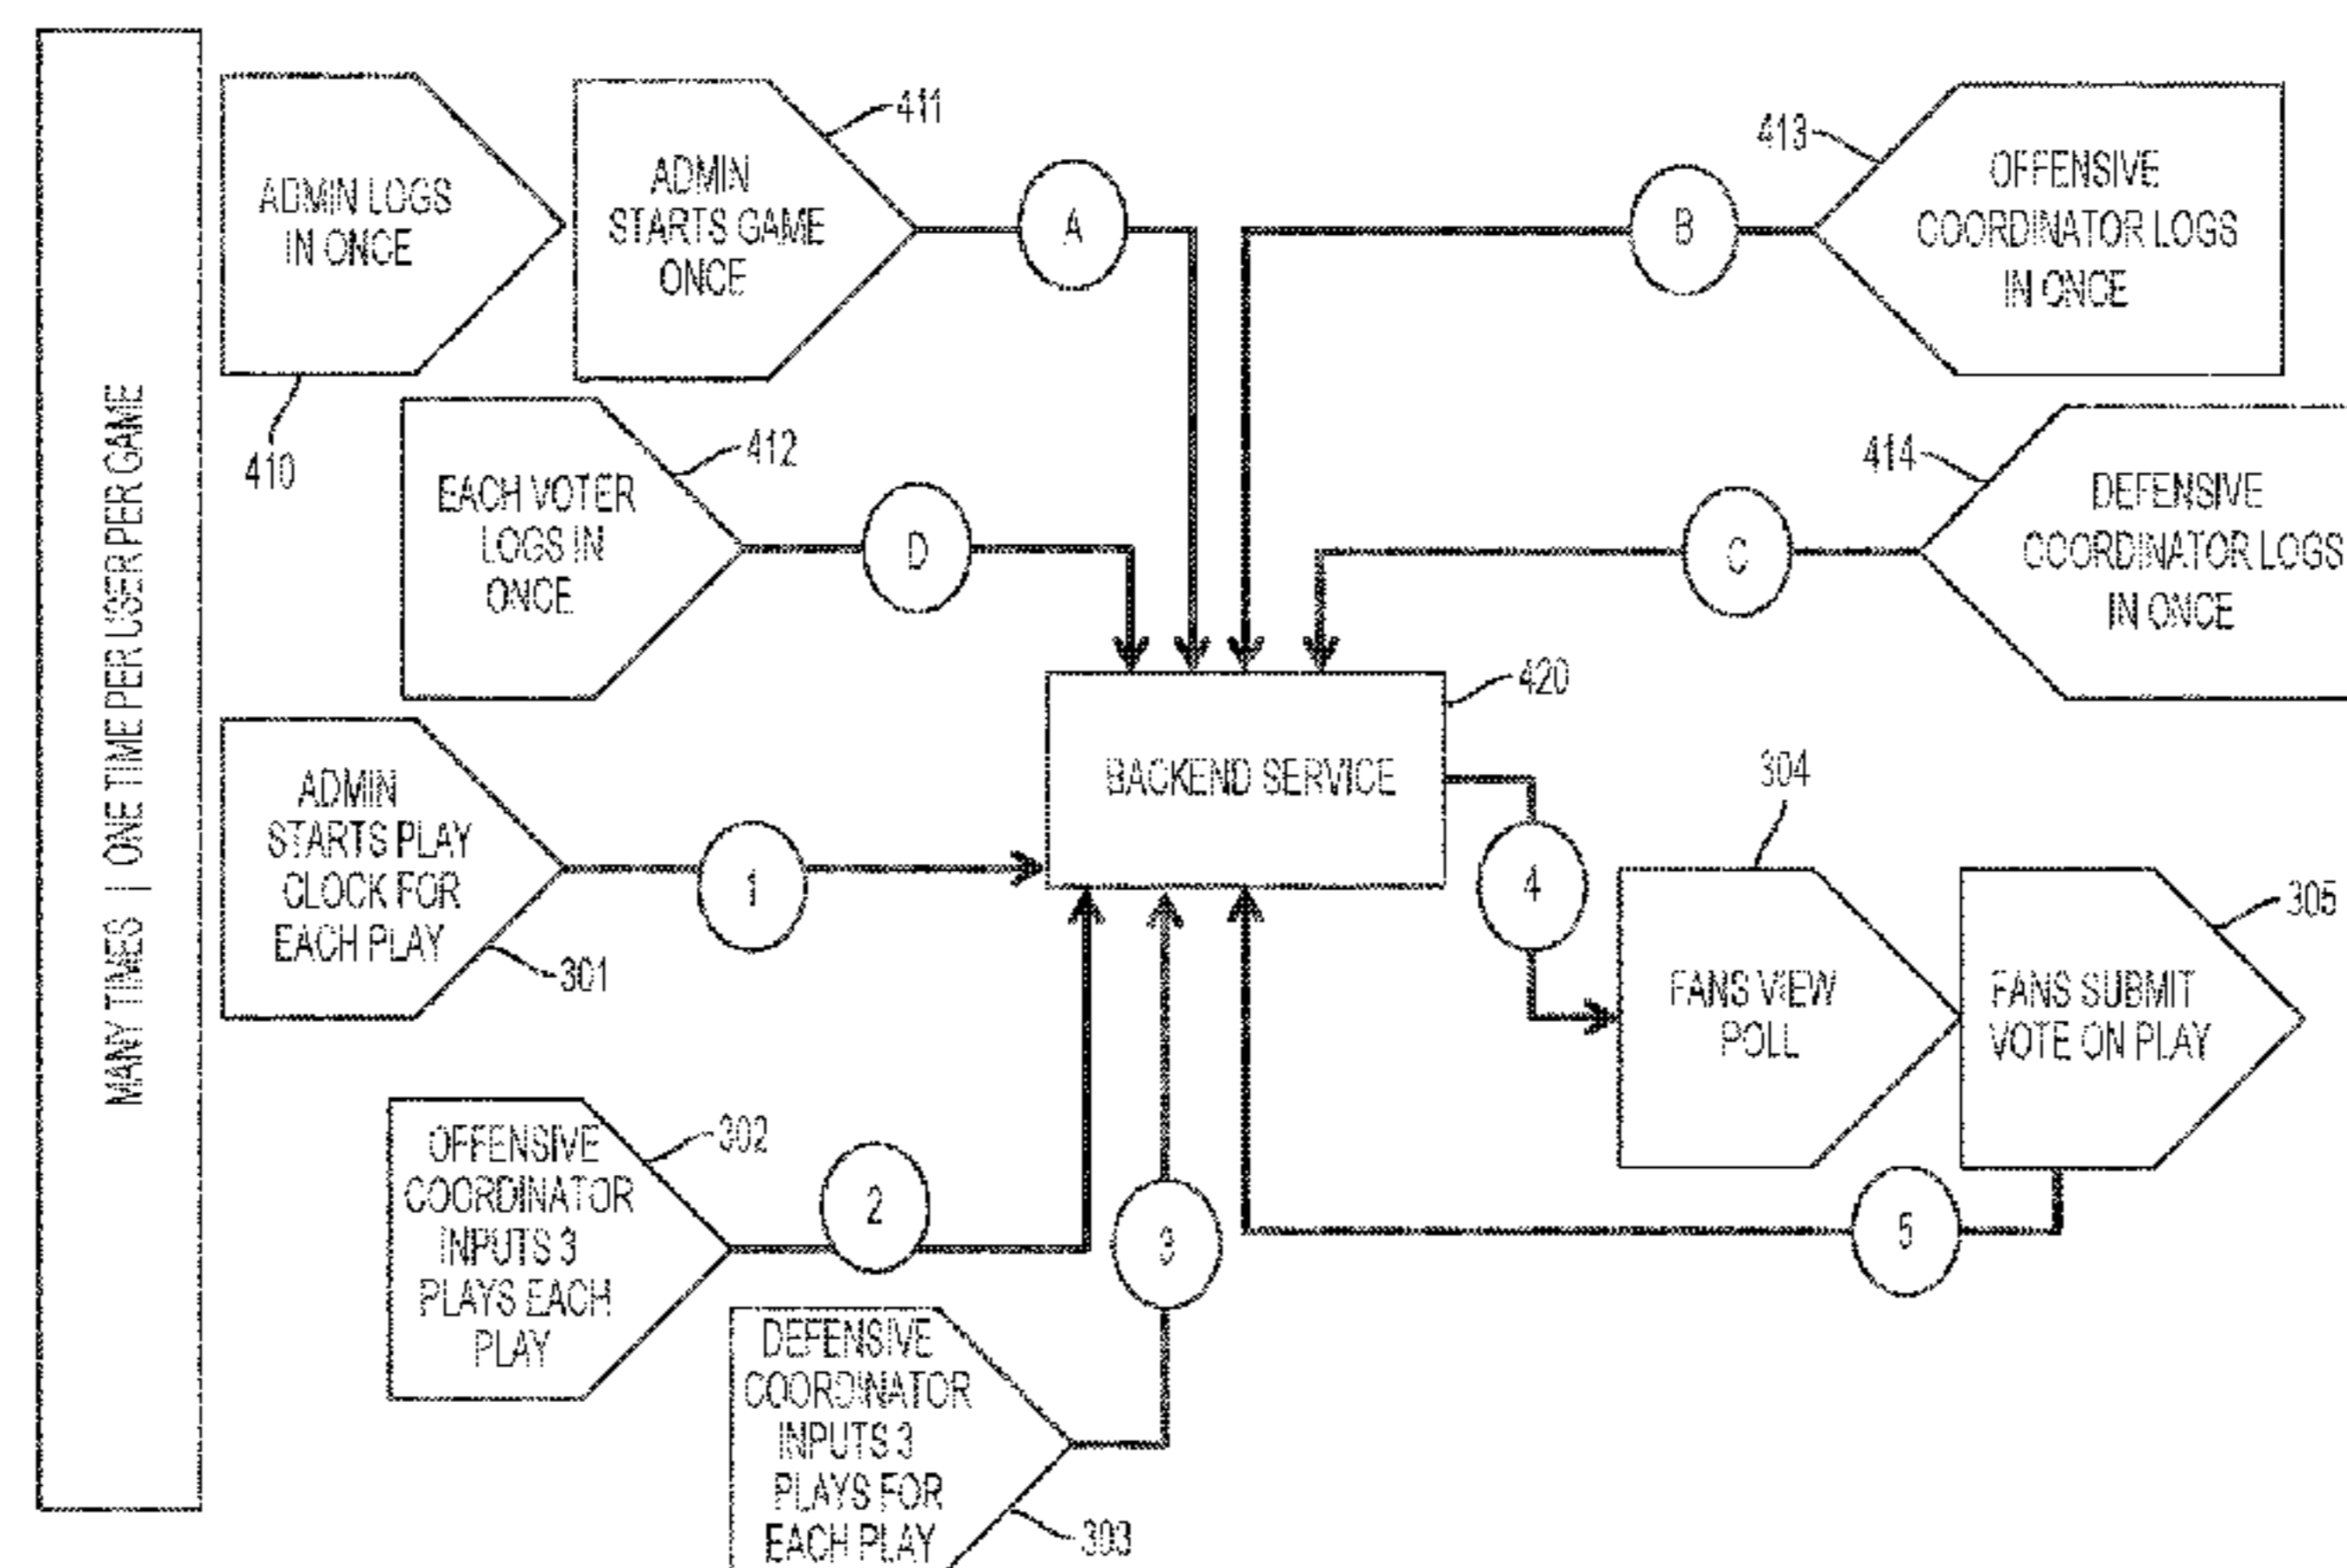 MANY TIMES | ONE TIME PER USER PER GAME
ADMIN LOGS
IN ONCE
410
ADMIN
STARTS GAME
ONCE
411
A
B
413
OFFENSIVE
COORDINATOR LOGS
IN ONCE
EACH VOTER
LOGS IN
ONCE
412
D
C
414
DEFENSIVE
COORDINATOR LOGS
IN ONCE
BACKEND SERVICE
420
ADMIN
STARTS PLAY
CLOCK FOR
EACH PLAY
301
1
4
304
FANS VIEW
POLL
FANS SUBMIT
VOTE ON PLAY
305
OFFENSIVE
COORDINATOR
INPUTS 3
PLAYS EACH
PLAY
302
2
3
5
DEFENSIVE
COORDINATOR
INPUTS 3
PLAYS FOR
EACH PLAY
303